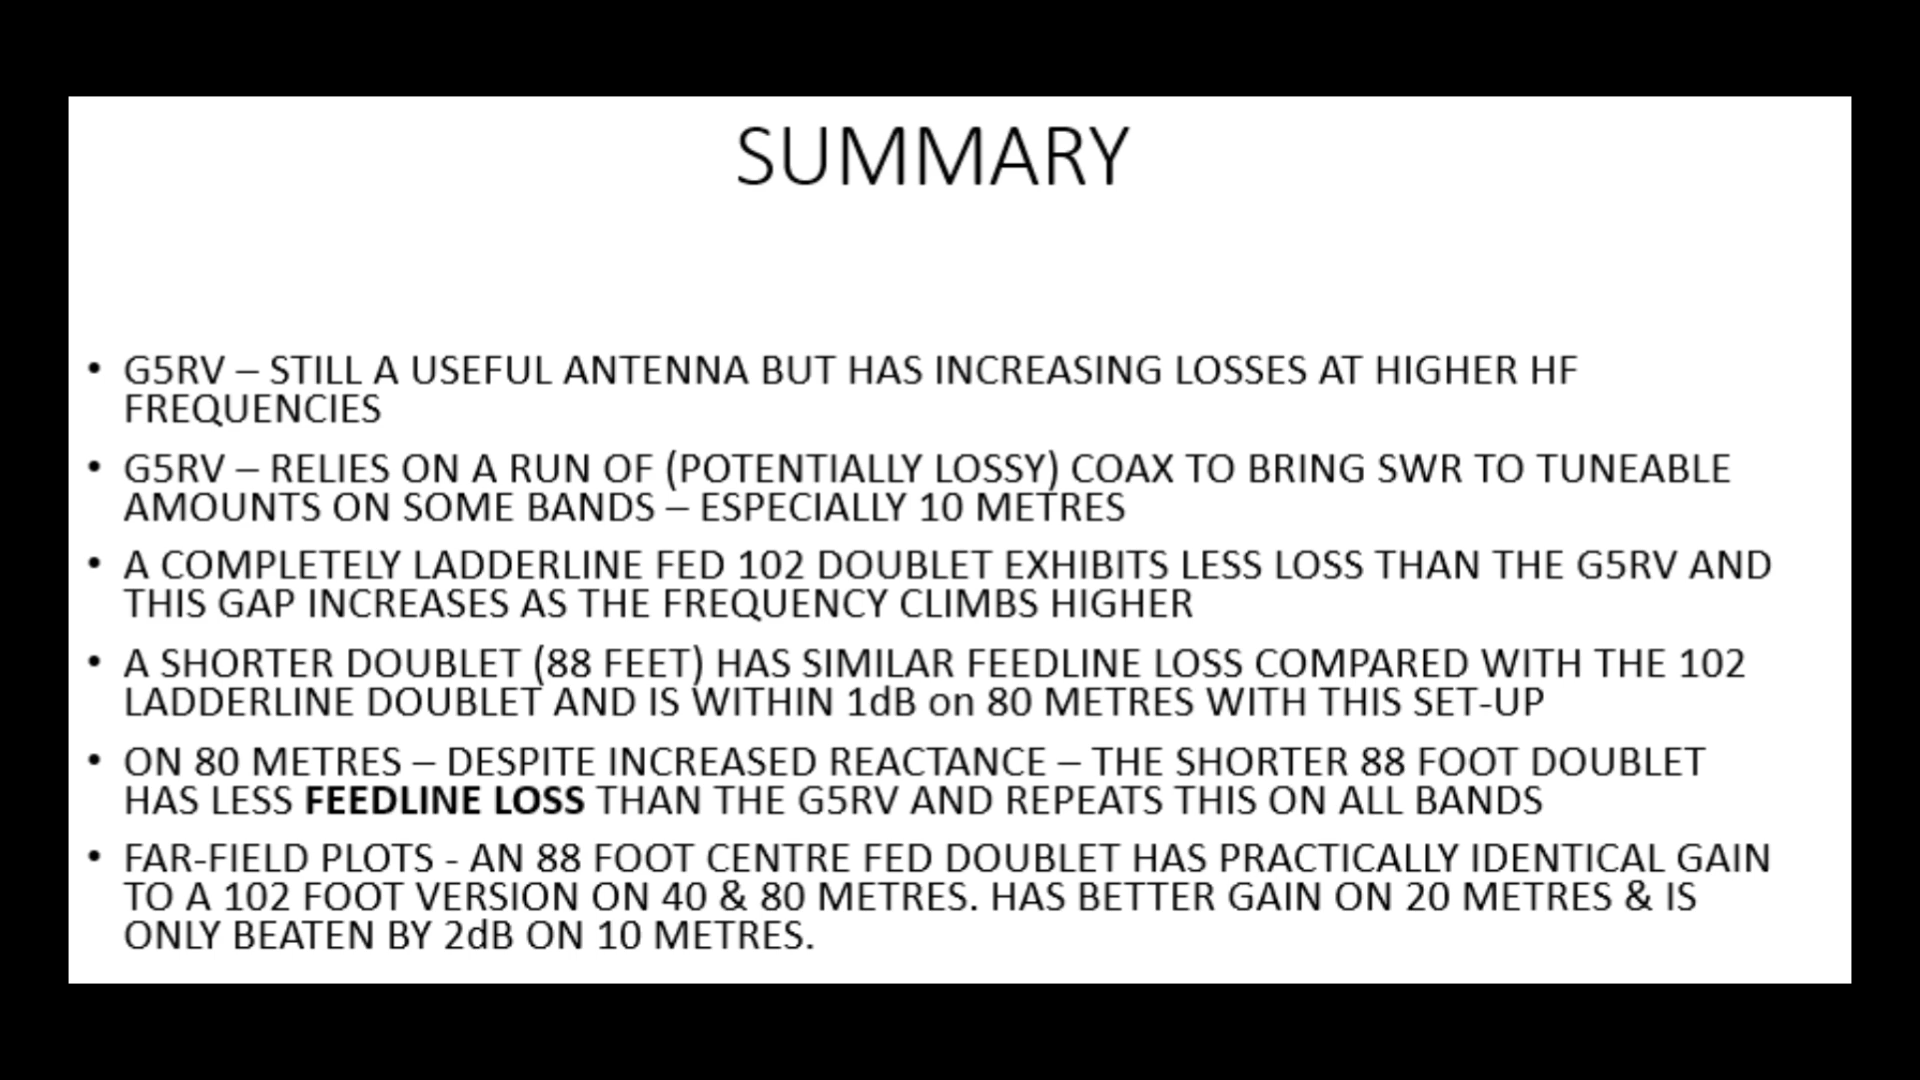 SUMMARY
• G5RV – STILL A USEFUL ANTENNA BUT HAS INCREASING LOSSES AT HIGHER HF
FREQUENCIES
• G5RV – RELIES ON A RUN OF (POTENTIALLY LOSSY) COAX TO BRING SWR TO TUNEABLE
AMOUNTS ON SOME BANDS – ESPECIALLY 10 METRES
• A COMPLETELY LADDERLINE FED 102 DOUBLET EXHIBITS LESS LOSS THAN THE G5RV AND
THIS GAP INCREASES AS THE FREQUENCY CLIMBS HIGHER
• A SHORTER DOUBLET (88 FEET) HAS SIMILAR FEEDLINE LOSS COMPARED WITH THE 102
LADDERLINE DOUBLET AND IS WITHIN 1dB on 80 METRES WITH THIS SET-UP
• ON 80 METRES – DESPITE INCREASED REACTANCE – THE SHORTER 88 FOOT DOUBLET
HAS LESS FEEDLINE LOSS THAN THE G5RV AND REPEATS THIS ON ALL BANDS
• FAR-FIELD PLOTS - AN 88 FOOT CENTRE FED DOUBLET HAS PRACTICALLY IDENTICAL GAIN
TO A 102 FOOT VERSION ON 40 & 80 METRES. HAS BETTER GAIN ON 20 METRES & IS
ONLY BEATEN BY 2dB ON 10 METRES.